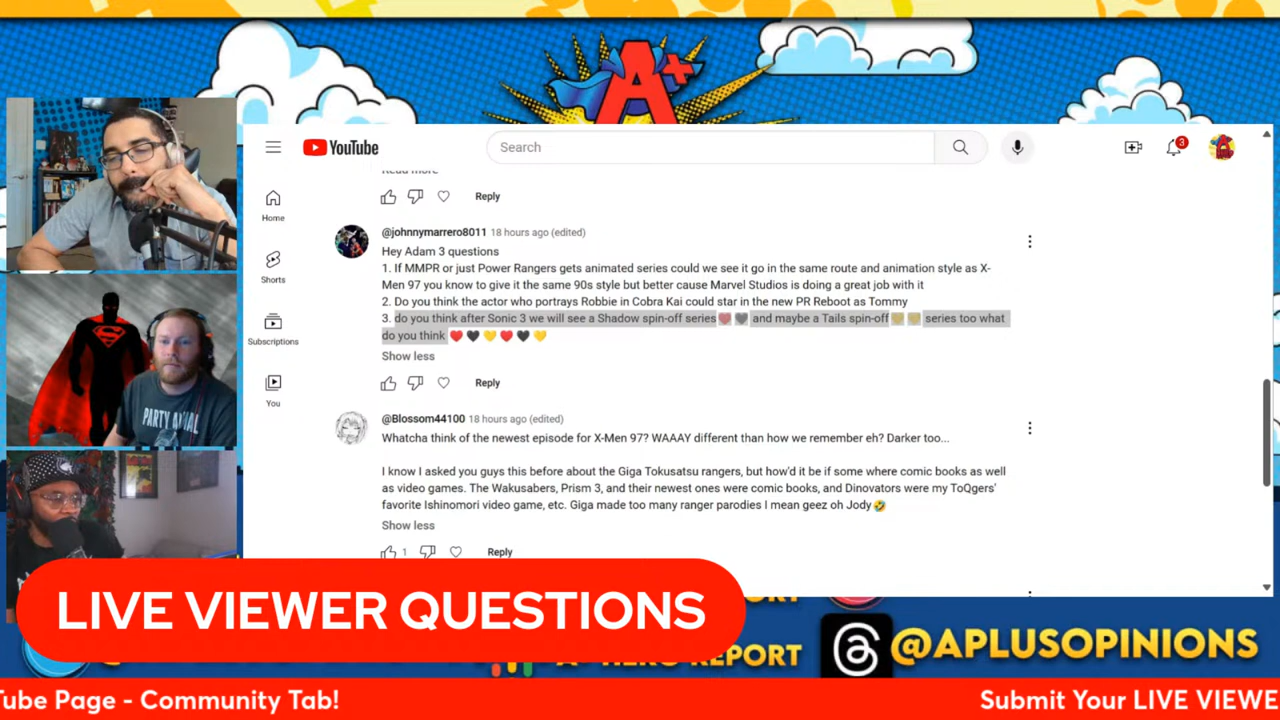 A+
YouTube
Search
3
Home
Shorts
Subscriptions
You
Read more
Reply
@johnnymarrero8011 18 hours ago (edited)
Hey Adam 3 questions
1. If MMPR or just Power Rangers gets animated series could we see it go in the same route and animation style as X-
Men 97 you know to give it the same 90s style but better cause Marvel Studios is doing a great job with it
2. Do you think the actor who portrays Robbie in Cobra Kai could star in the new PR Reboot as Tommy
3. do you think after Sonic 3 we will see a Shadow spin-off series❤️🖤 and maybe a Tails spin-off💛💛 series too what
do you think ❤️🖤💛❤️🖤💛
Show less
Reply
@Blossom44100 18 hours ago (edited)
Whatcha think of the newest episode for X-Men 97? WAAAY different than how we remember eh? Darker too...
I know I asked you guys this before about the Giga Tokusatsu rangers, but how'd it be if some where comic books as well
as video games. The Wakusabers, Prism 3, and their newest ones were comic books, and Dinovators were my ToQgers'
favorite Ishinomori video game, etc. Giga made too many ranger parodies I mean geez oh Jody🤣
Show less
1
Reply
PARTY ANIMAL
LIVE VIEWER QUESTIONS
REPORT
@APLUSOPINIONS
Tube Page - Community Tab!
Submit Your LIVE VIEWE